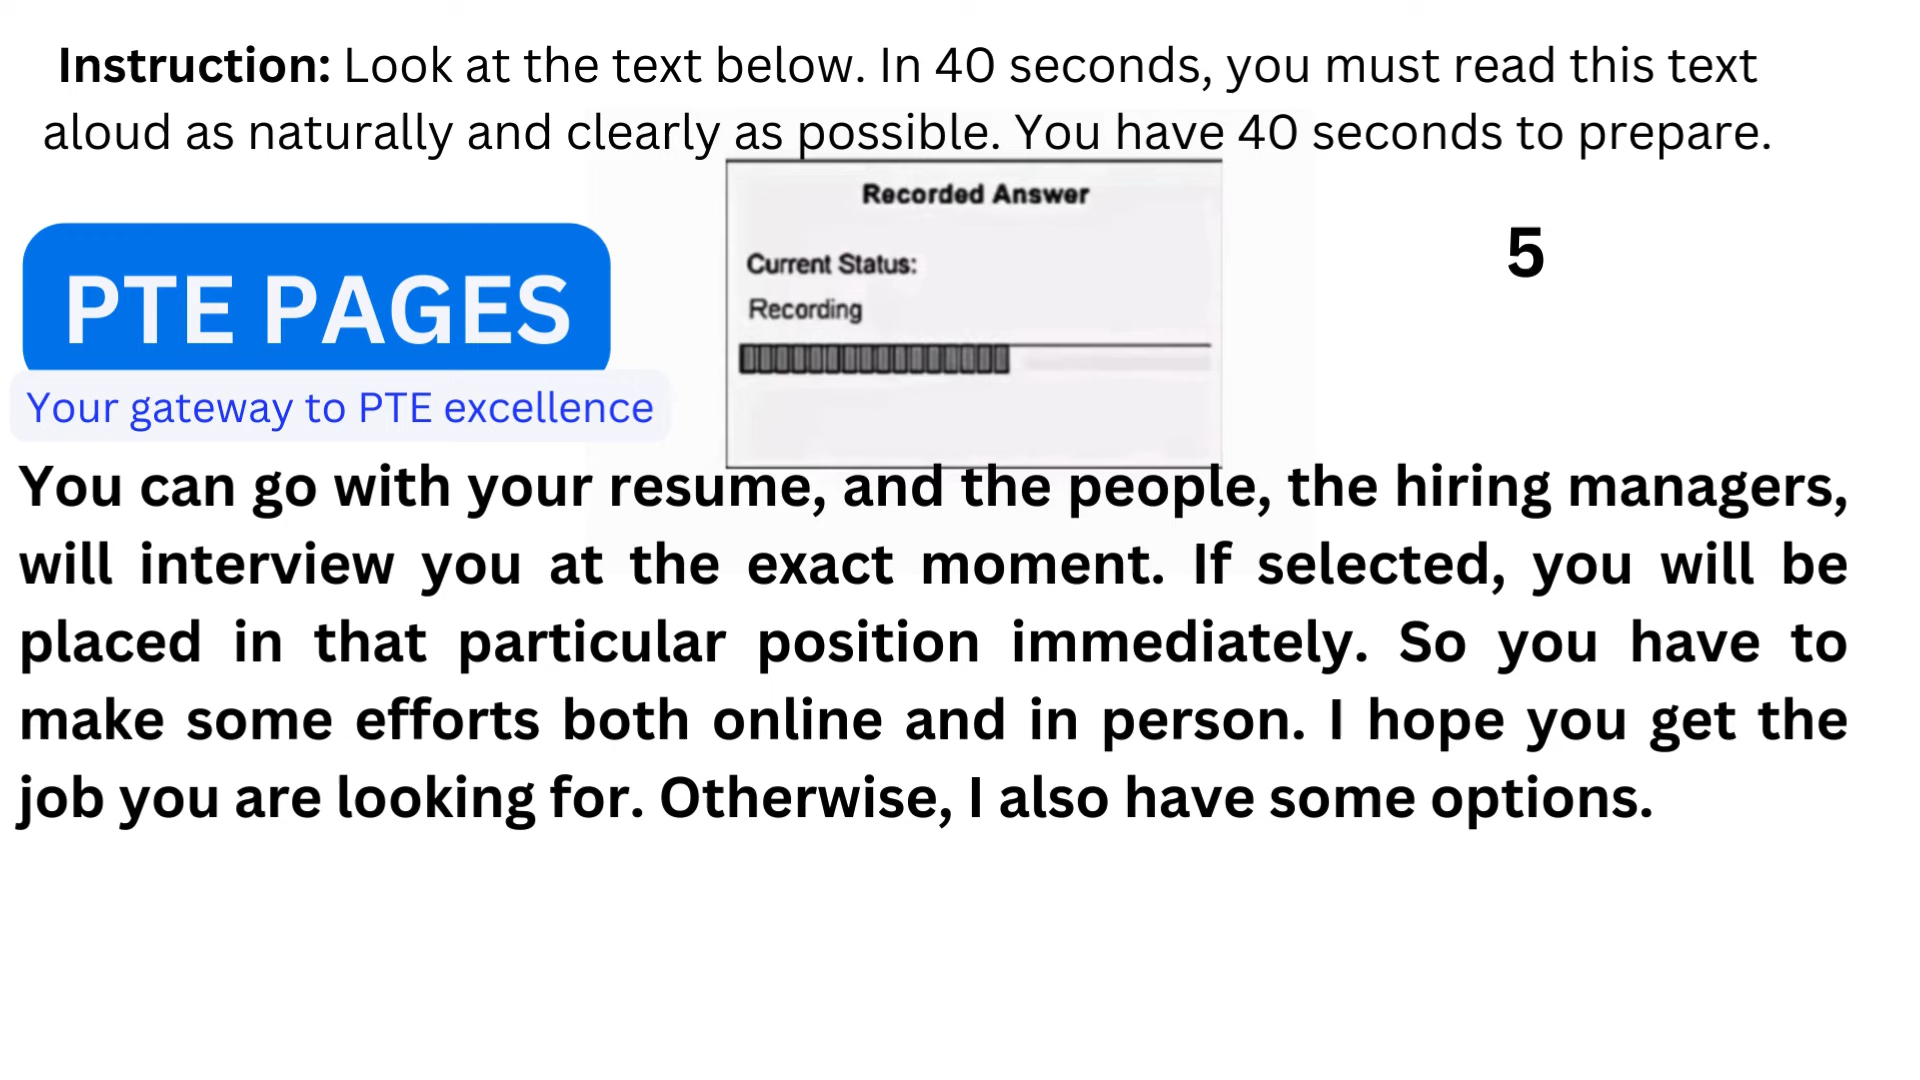 Instruction: Look at the text below. In 40 seconds, you must read this text
aloud as naturally and clearly as possible. You have 40 seconds to prepare.
Recorded Answer
5
PTE PAGES
Current Status:
Recording
Your gateway to PTE excellence
You can go with your resume, and the people, the hiring managers,
will interview you at the exact moment. If selected, you will be
placed in that particular position immediately. So you have to
make some efforts both online and in person. I hope you get the
job you are looking for. Otherwise, I also have some options.